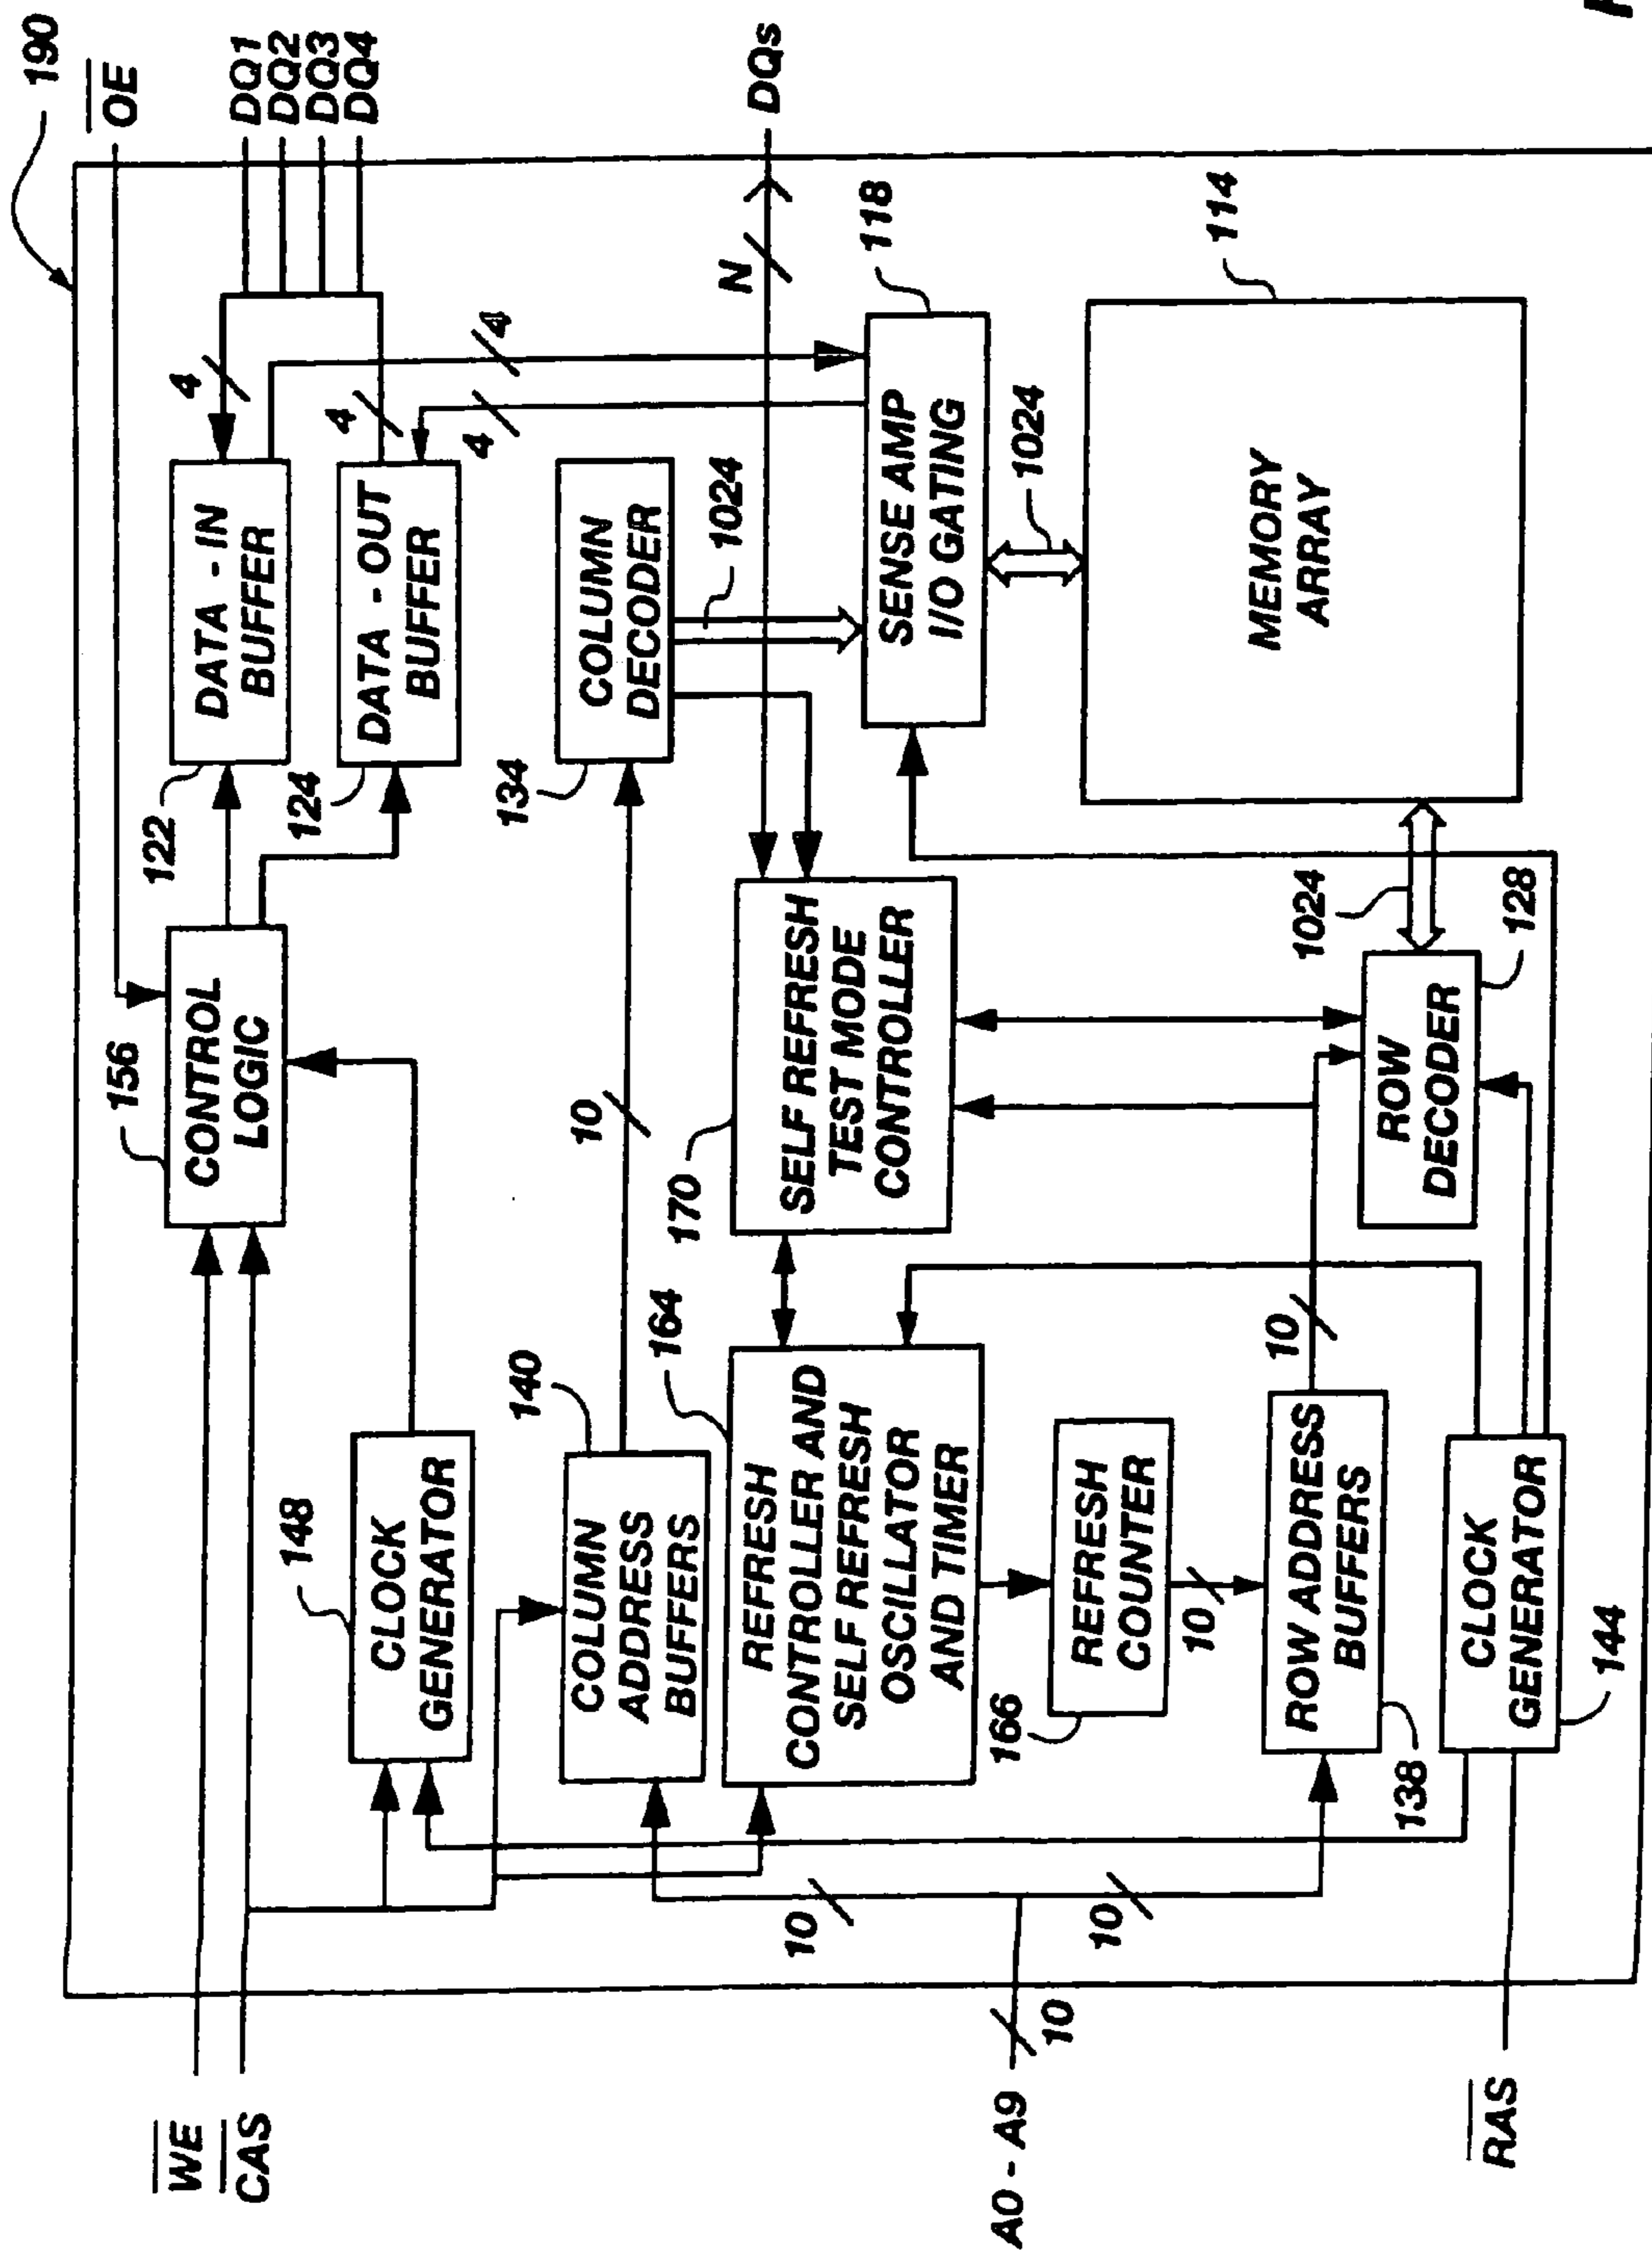 190
OE
DQ1
DQ2
DQ3
DQ4
DQs
WE
CAS
A0 - A9
10
RAS
156
CONTROL
LOGIC
122
DATA - IN
BUFFER
4
4
124
DATA - OUT
BUFFER
4
4
148
CLOCK
GENERATOR
140
COLUMN
ADDRESS
BUFFERS
10
134
COLUMN
DECODER
1024
N
164
REFRESH
CONTROLLER AND
SELF REFRESH
OSCILLATOR
AND TIMER
170
SELF REFRESH
TEST MODE
CONTROLLER
118
SENSE AMP
I/O GATING
1024
166
REFRESH
COUNTER
10
10
10
138
ROW ADDRESS
BUFFERS
10
128
ROW
DECODER
1024
114
MEMORY
ARRAY
144
CLOCK
GENERATOR